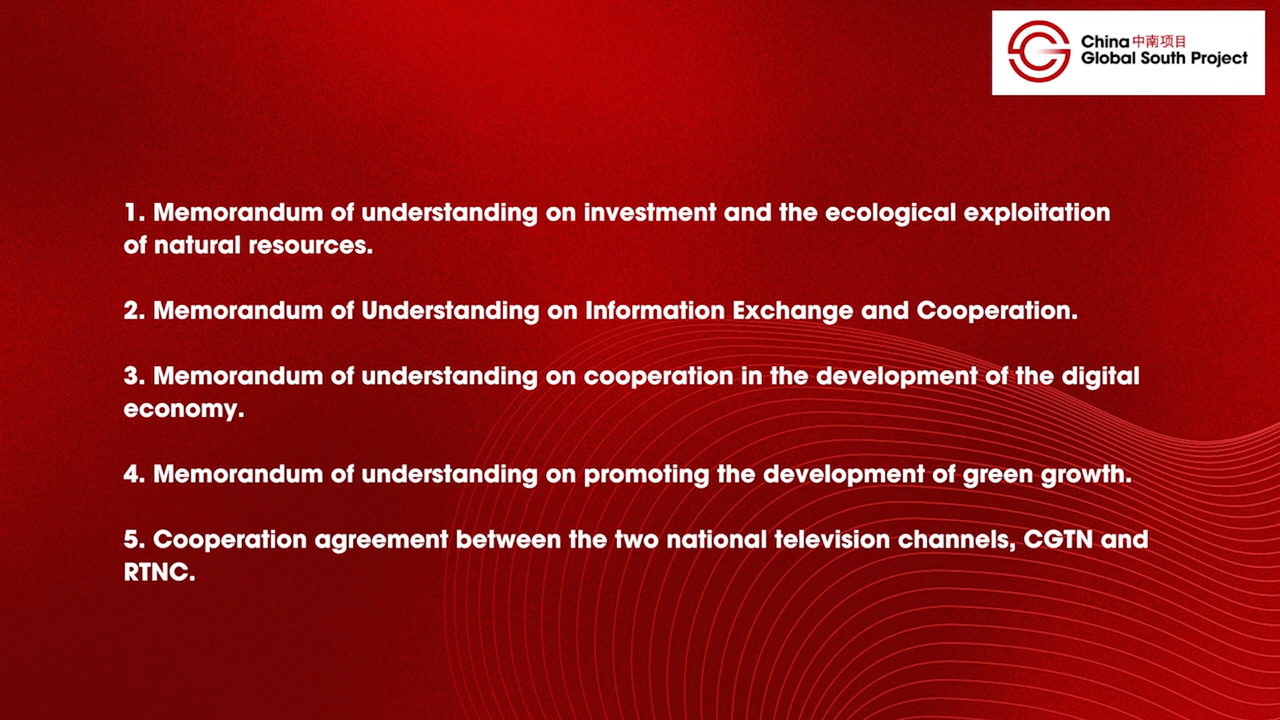 China 中南项目
Global South Project
1. Memorandum of understanding on investment and the ecological exploitation
of natural resources.
2. Memorandum of Understanding on Information Exchange and Cooperation.
3. Memorandum of understanding on cooperation in the development of the digital
economy.
4. Memorandum of understanding on promoting the development of green growth.
5. Cooperation agreement between the two national television channels, CGTN and
RTNC.